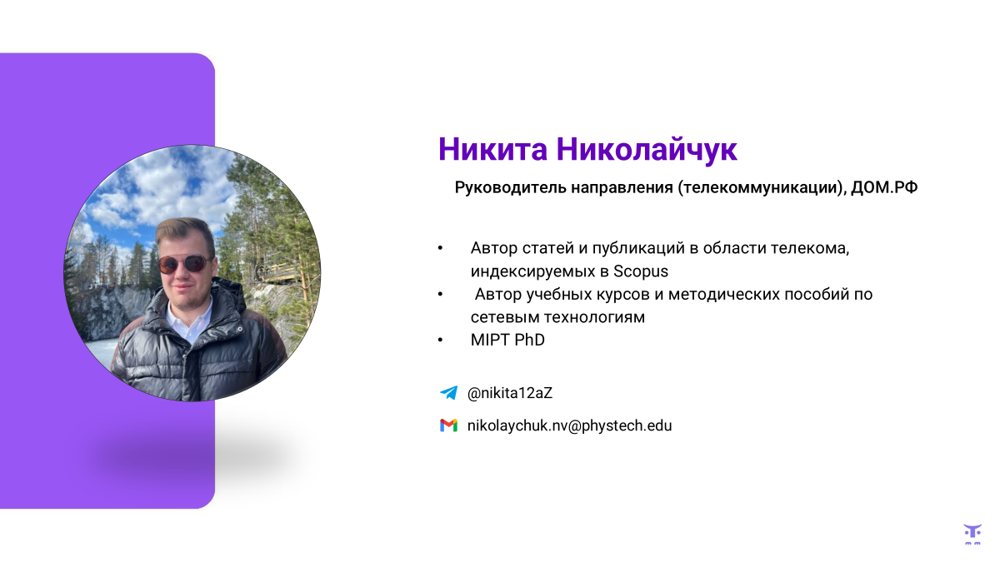 Никита Николайчук
Руководитель направления (телекоммуникации), ДОМ.РФ
• Автор статей и публикаций в области телекома,
индексируемых в Scopus
• Автор учебных курсов и методических пособий по
сетевым технологиям
• MIPT PhD
@nikita12aZ
nikolaychuk.nv@phystech.edu